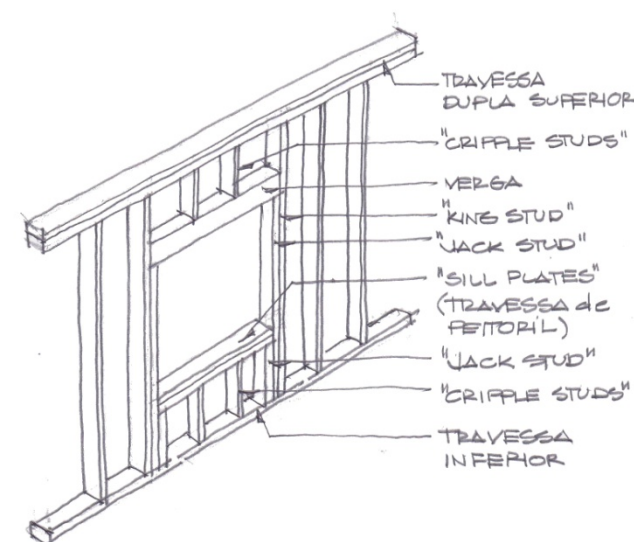 TRAVESSA
DUPLA SUPERIOR
"CRIPPLE STUDS"
VERGA
"KING STUD"
"JACK STUD"
"SILL PLATES"
(TRAVESSA de
PEITORIL)
"JACK STUD"
"CRIPPLE STUDS"
TRAVESSA
INFERIOR